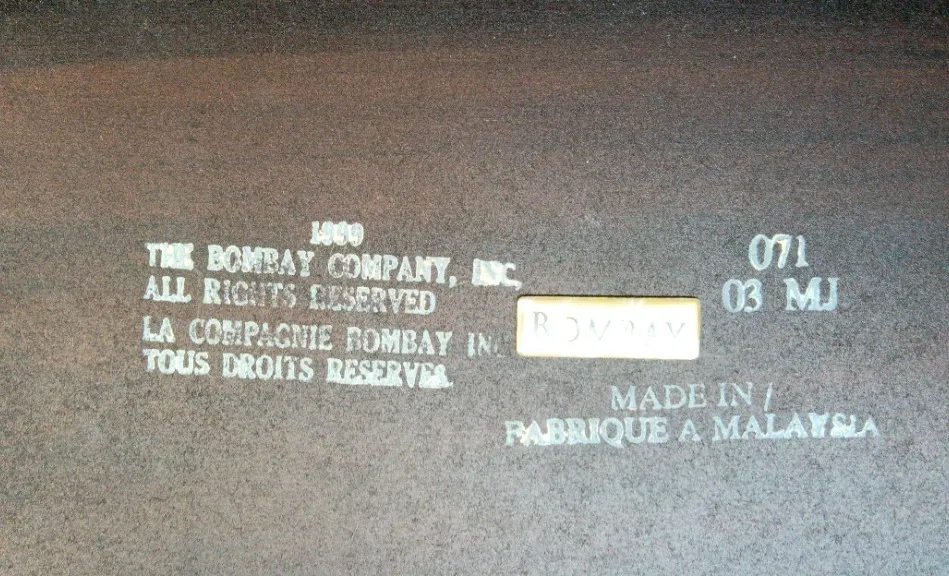 THE BOMBAY COMPANY, INC,
ALL RIGHTS RESERVED
LA COMPAGNIE BOMBAY INC
TOUS DROITS RESERVES.
BOMBAY
071
03 MJ
MADE IN /
FABRIQUE A MALAYSIA